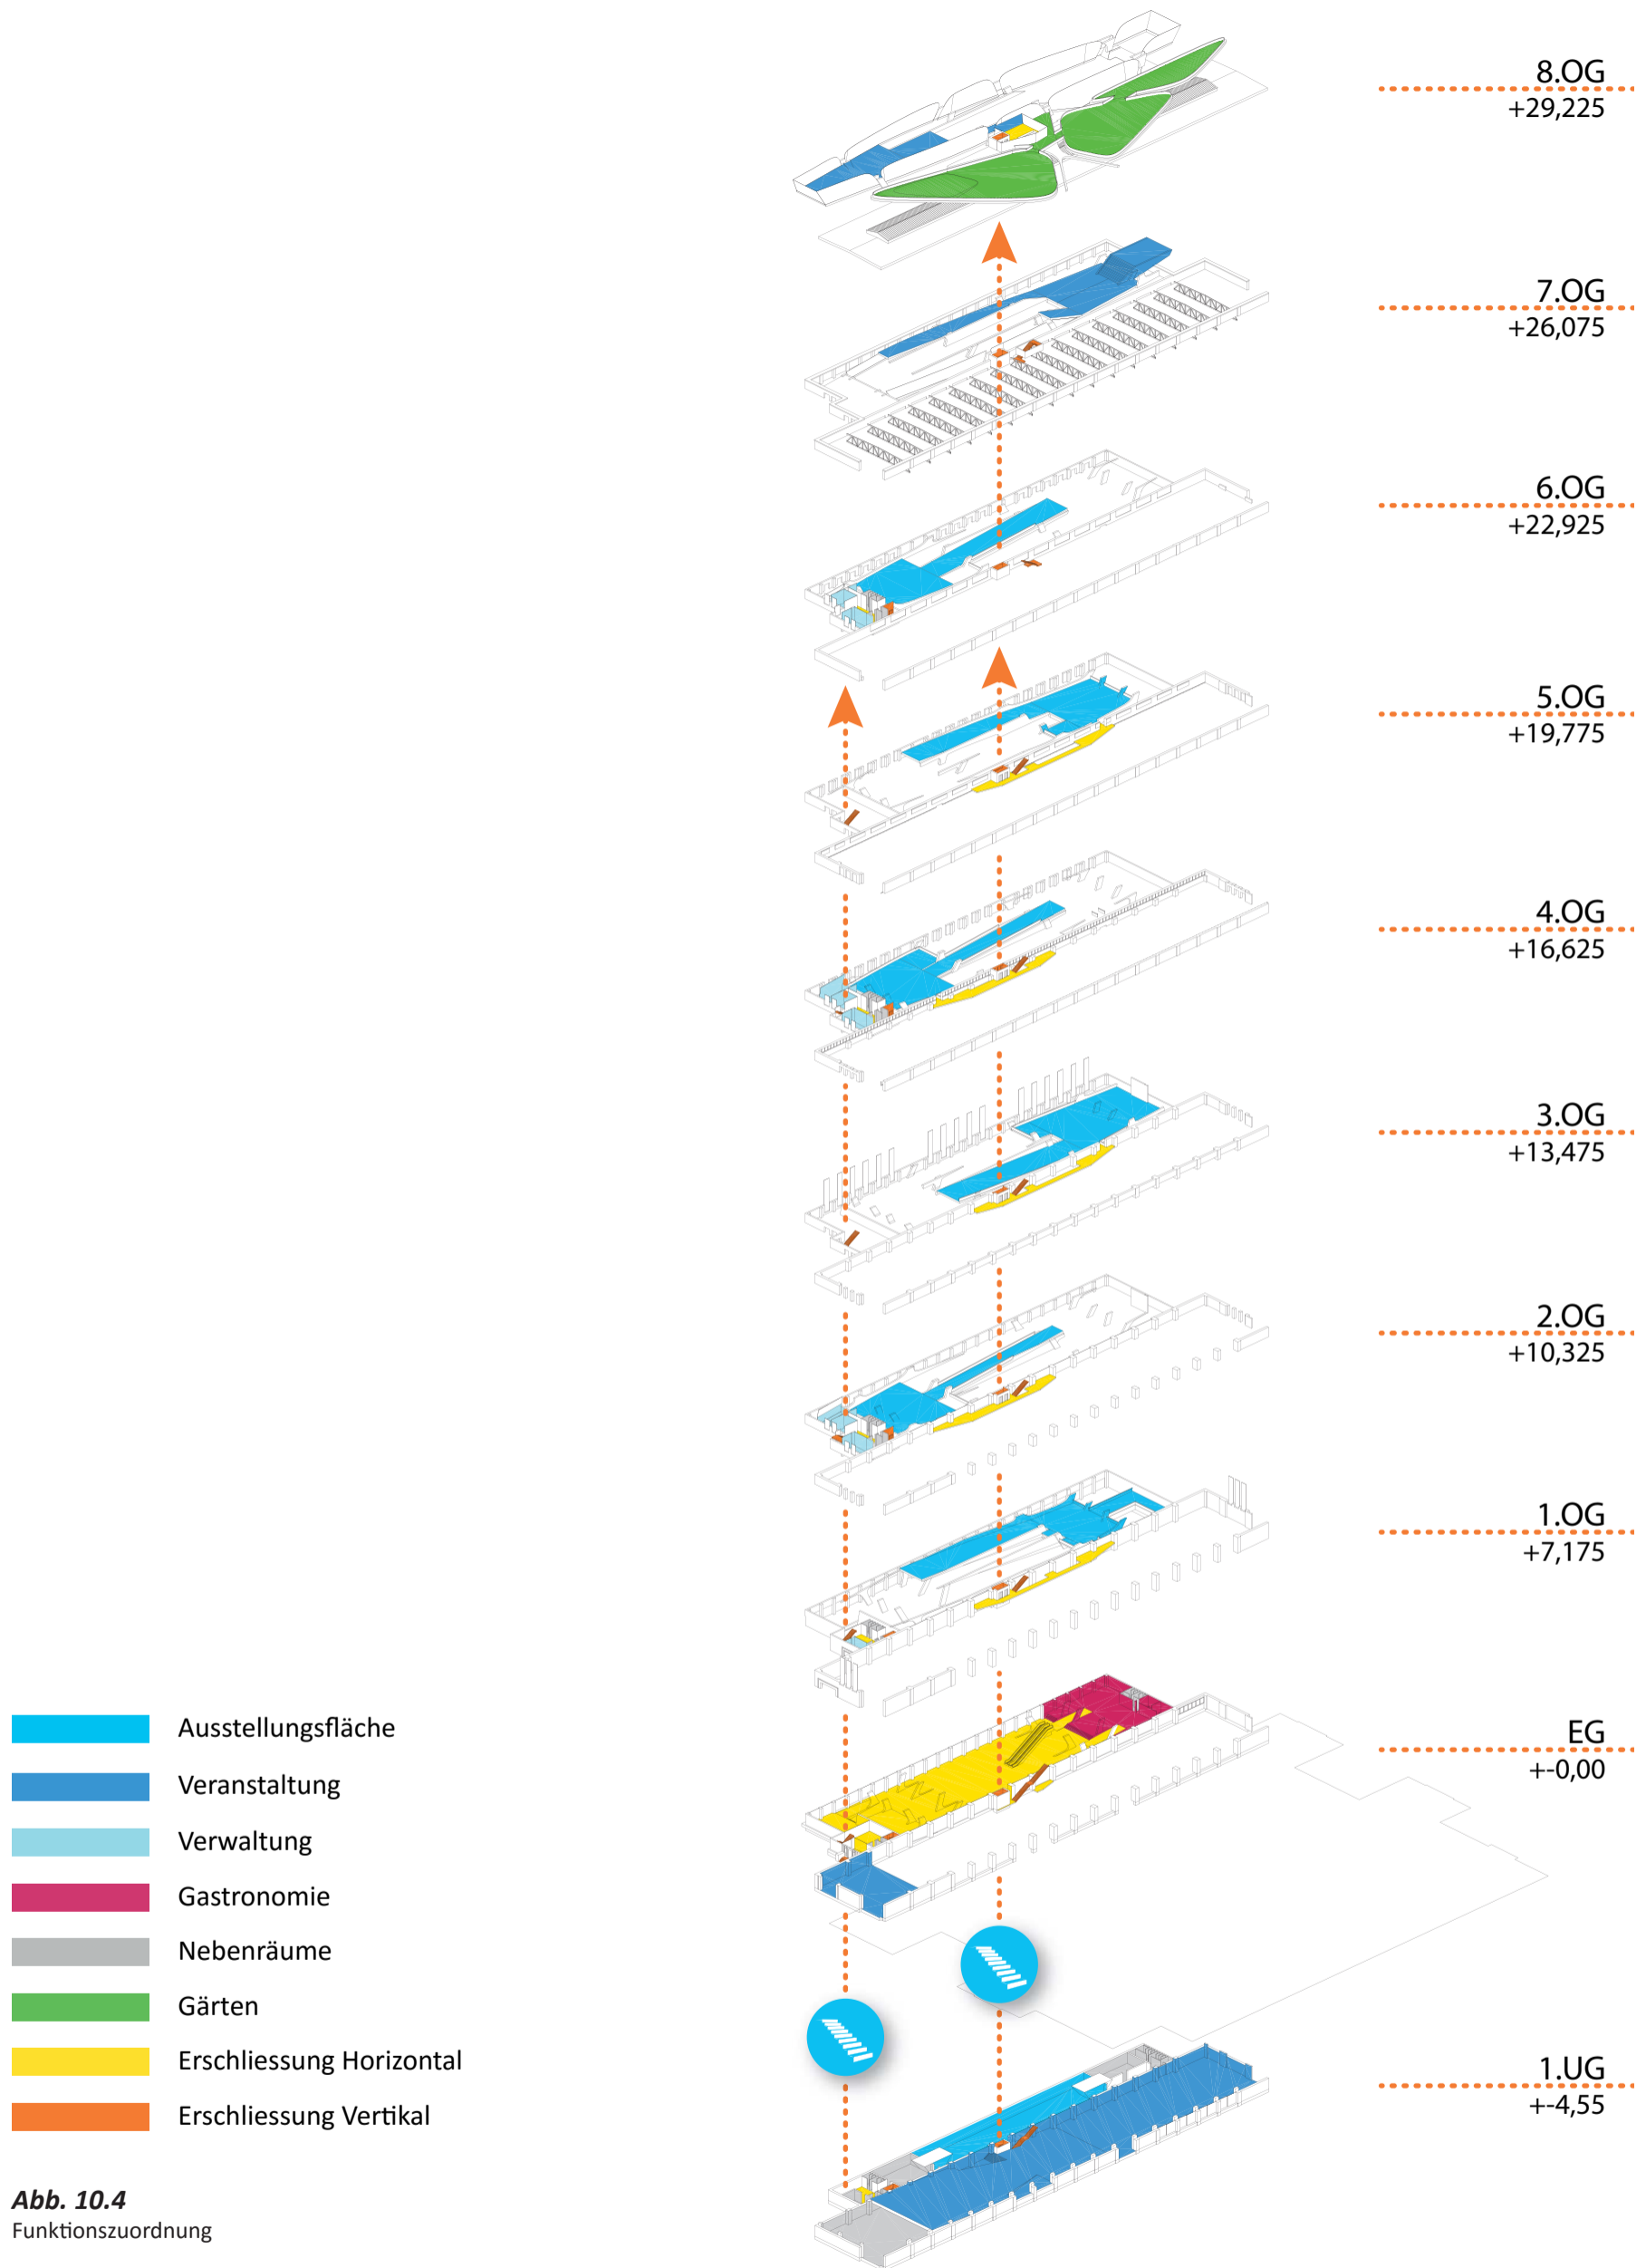 8.OG
+29,225
7.OG
+26,075
6.OG
+22,925
5.OG
+19,775
4.OG
+16,625
3.OG
+13,475
2.OG
+10,325
1.OG
+7,175
EG
+-0,00
1.UG
+-4,55
Ausstellungsfläche
Veranstaltung
Verwaltung
Gastronomie
Nebenräume
Gärten
Erschliessung Horizontal
Erschliessung Vertikal
Abb. 10.4
Funktionszuordnung